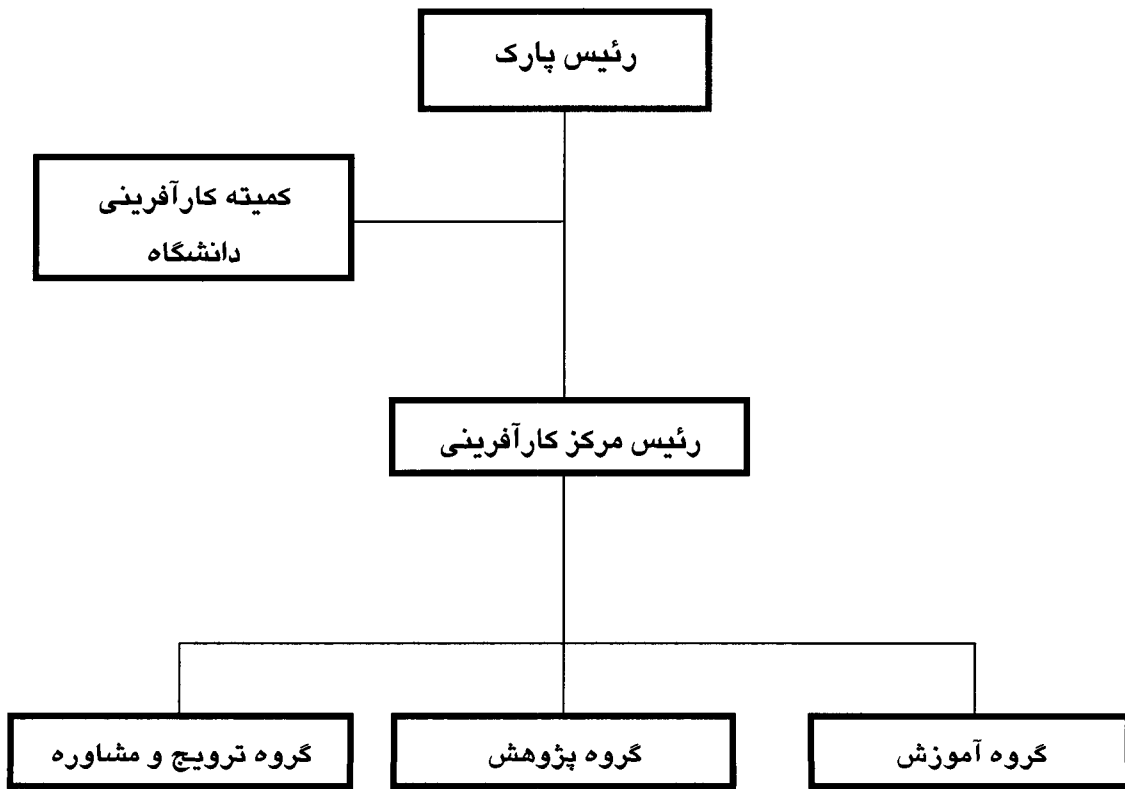 رئیس پارک
کمیته کارآفرینی
دانشگاه
رئیس مرکز کارآفرینی
گروه آموزش
گروه پژوهش
گروه ترویج و مشاوره